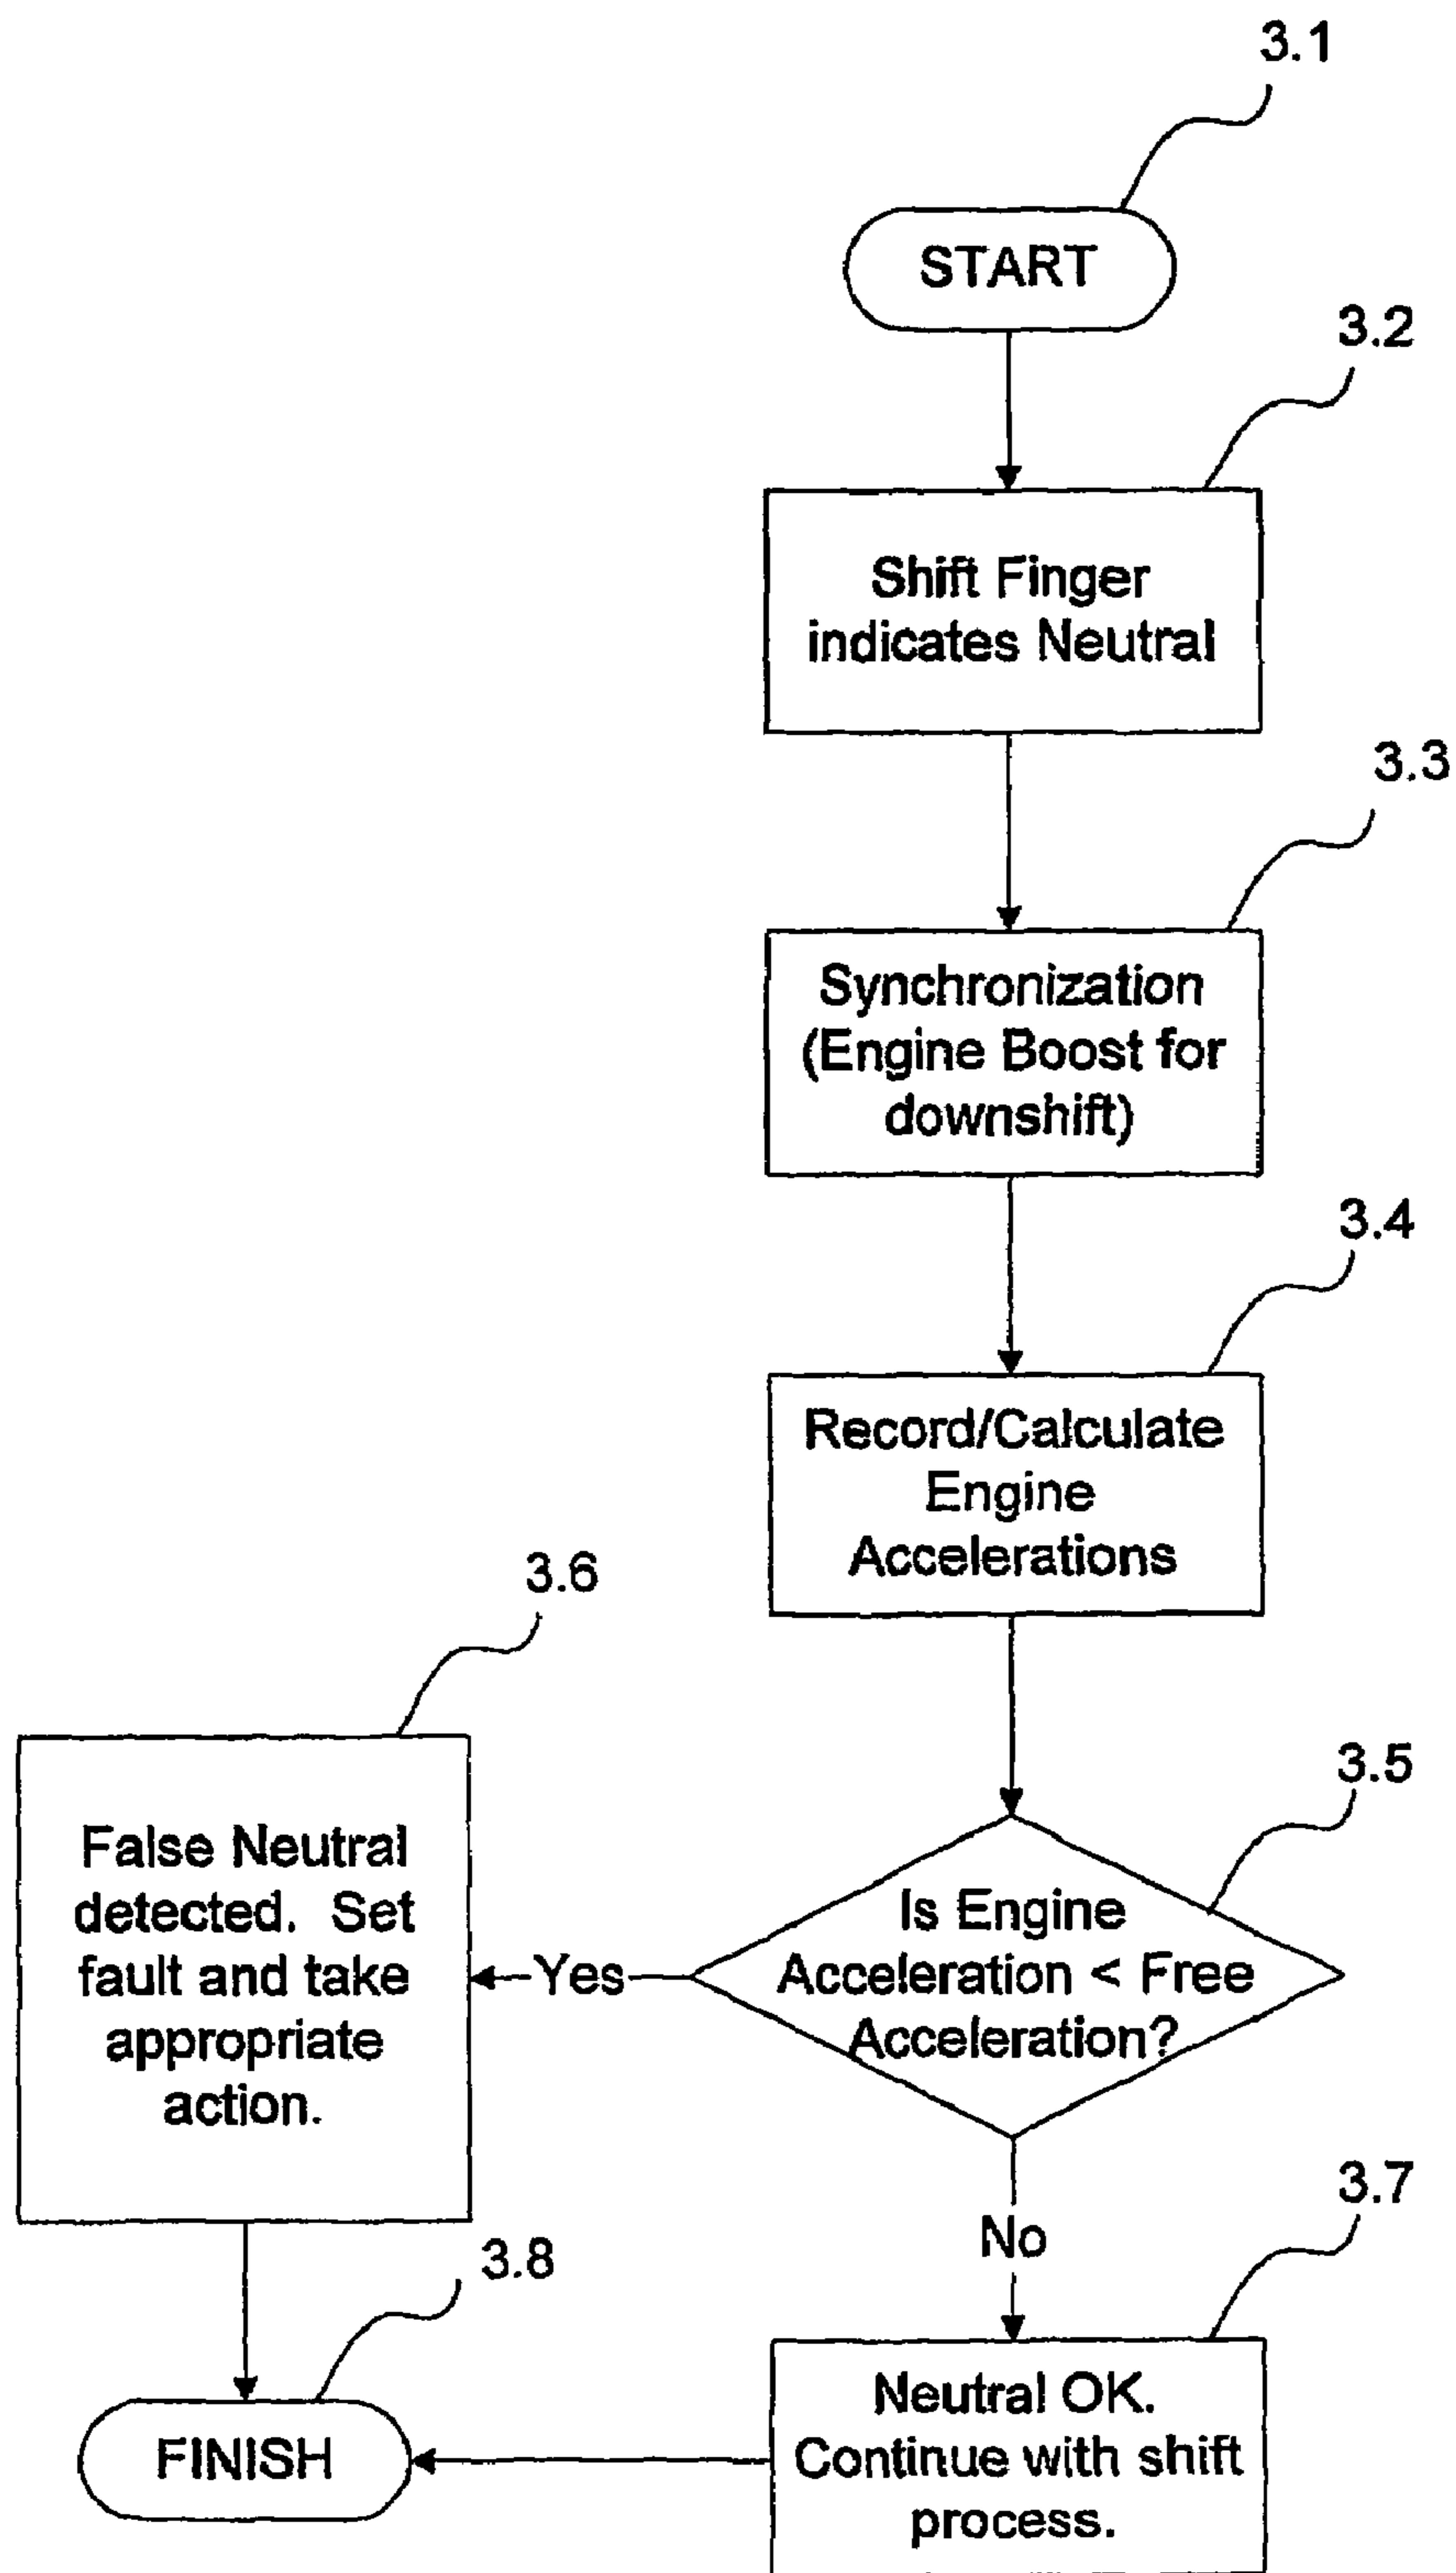 3.1
START
3.2
Shift Finger
indicates Neutral
3.3
Synchronization
(Engine Boost for
downshift)
3.4
Record/Calculate
Engine
Accelerations
3.5
Is Engine
Acceleration < Free
Acceleration?
Yes
3.6
False Neutral
detected. Set
fault and take
appropriate
action.
No
3.7
Neutral OK.
Continue with shift
process.
3.8
FINISH